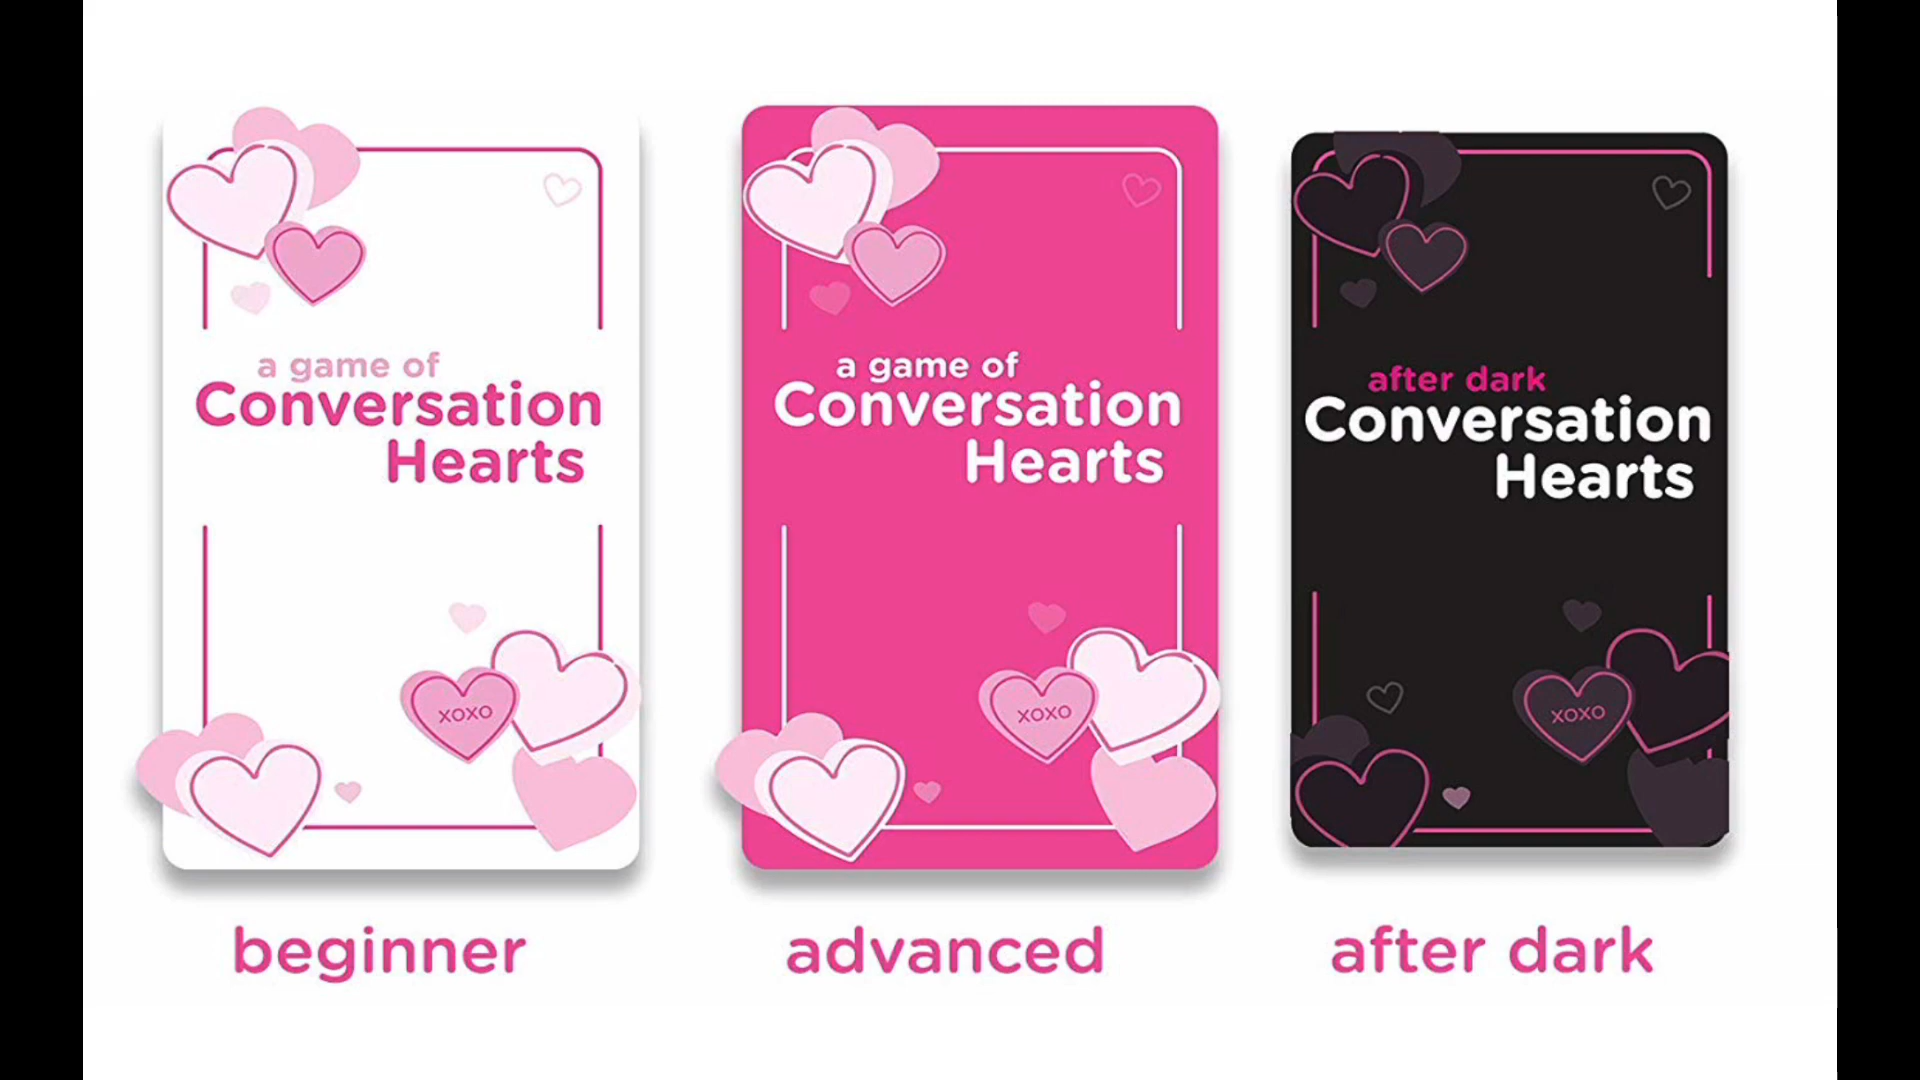 a game of
Conversation
Hearts
xoxo
beginner
a game of
Conversation
Hearts
xoxo
advanced
after dark
Conversation
Hearts
xoxo
after dark